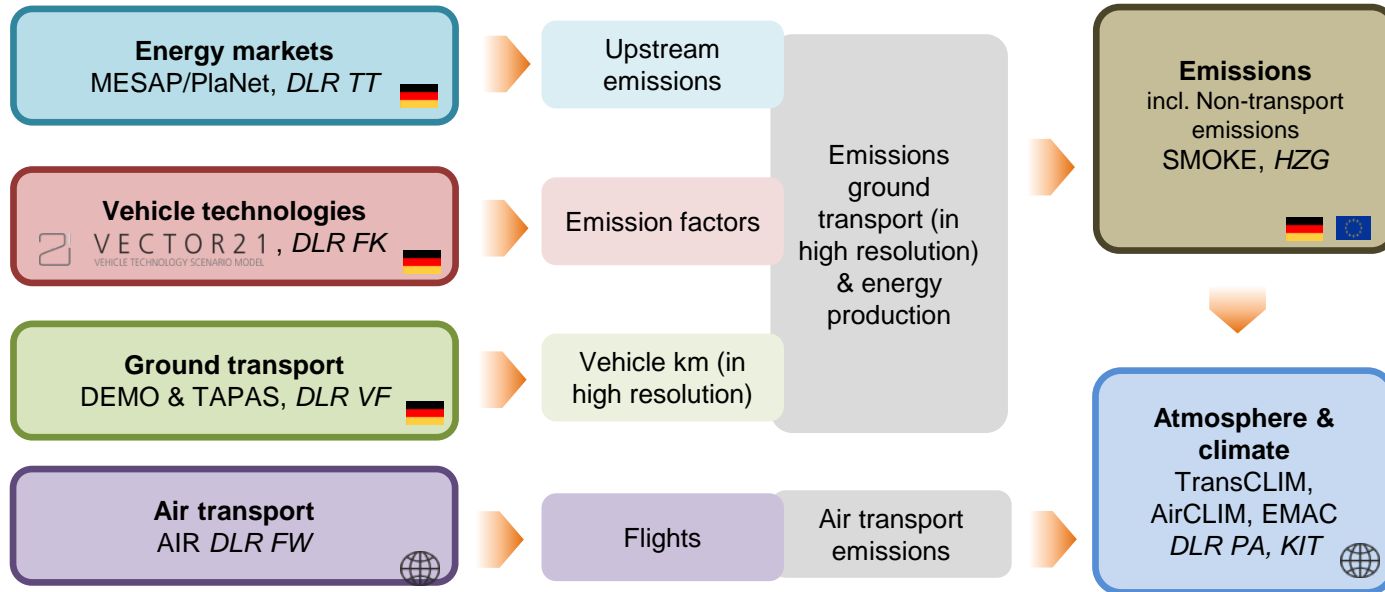 Energy markets
MESAP/PlaNet, DLR TT
Upstream
emissions
Vehicle technologies
VECTOR21 , DLR FK
VEHICLE TECHNOLOGY SCENARIO MODEL
Emission factors
Ground transport
DEMO & TAPAS, DLR VF
Vehicle km (in
high resolution)
Emissions
ground
transport (in
high resolution)
& energy
production
Air transport
AIR DLR FW
Flights
Air transport
emissions
Emissions
incl. Non-transport
emissions
SMOKE, HZG
Atmosphere &
climate
TransCLIM,
AirCLIM, EMAC
DLR PA, KIT